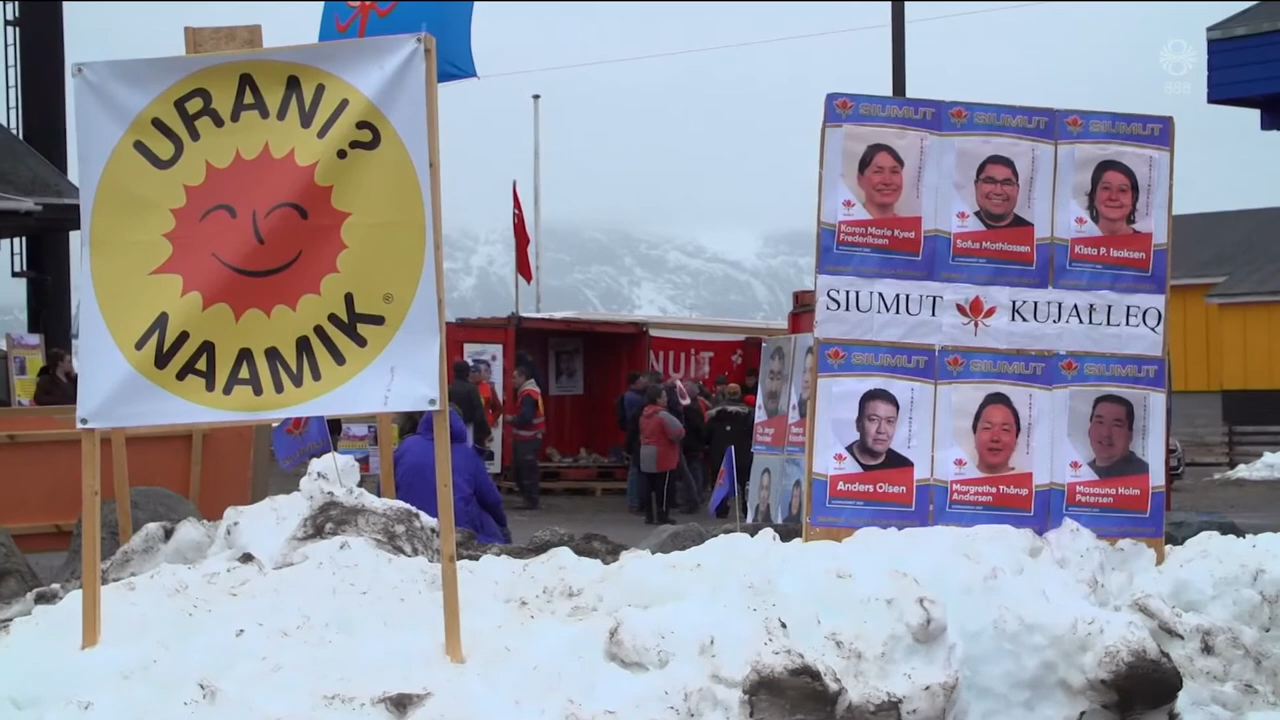 URANI?
NAAMIK
®
SIUMUT
SIUMUT
SIUMUT
Karen Marie Kyed
Frederiksen
Sofus Mathiassen
Kista P. Isaksen
SIUMUT KUJALLEQ
SIUMUT
SIUMUT
SIUMUT
Anders Olsen
Margrethe Thårup
Andersen
Masauna Holm
Petersen
NUiT
888